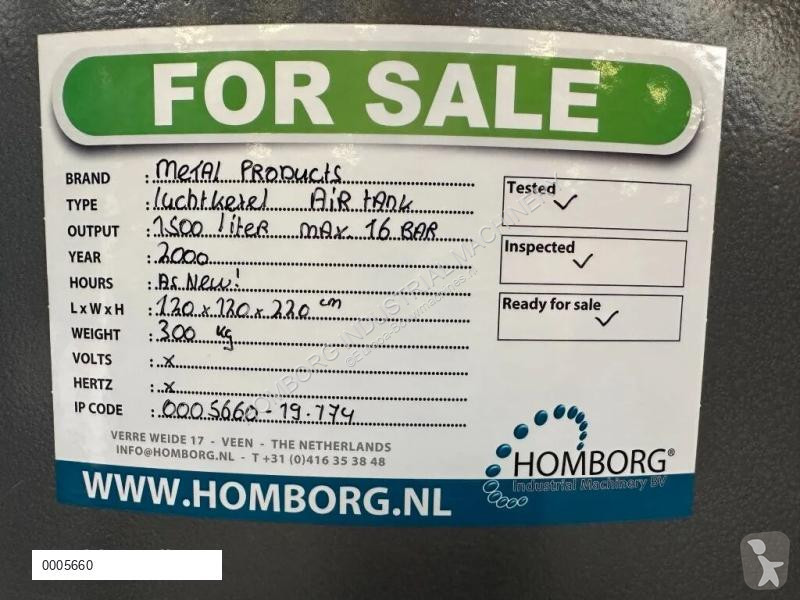 FOR SALE
BRAND : Metal Products
TYPE : luchtketel Air tank
OUTPUT : 1500 liter max 16 BAR
YEAR : 2000
HOURS : As New!
L x W x H : 120 x 120 x 220 cm
WEIGHT : 300 kg
VOLTS : x
HERTZ : x
IP CODE : 0005660-19.774
Tested ✓
Inspected ✓
Ready for sale ✓
VERRE WEIDE 17 - VEEN - THE NETHERLANDS
INFO@HOMBORG.NL - T +31 (0)416 35 38 48
WWW.HOMBORG.NL
HOMBORG®
Industrial Machinery BV
HOMBORG INDUSTRIAL MACHINERY
0005660